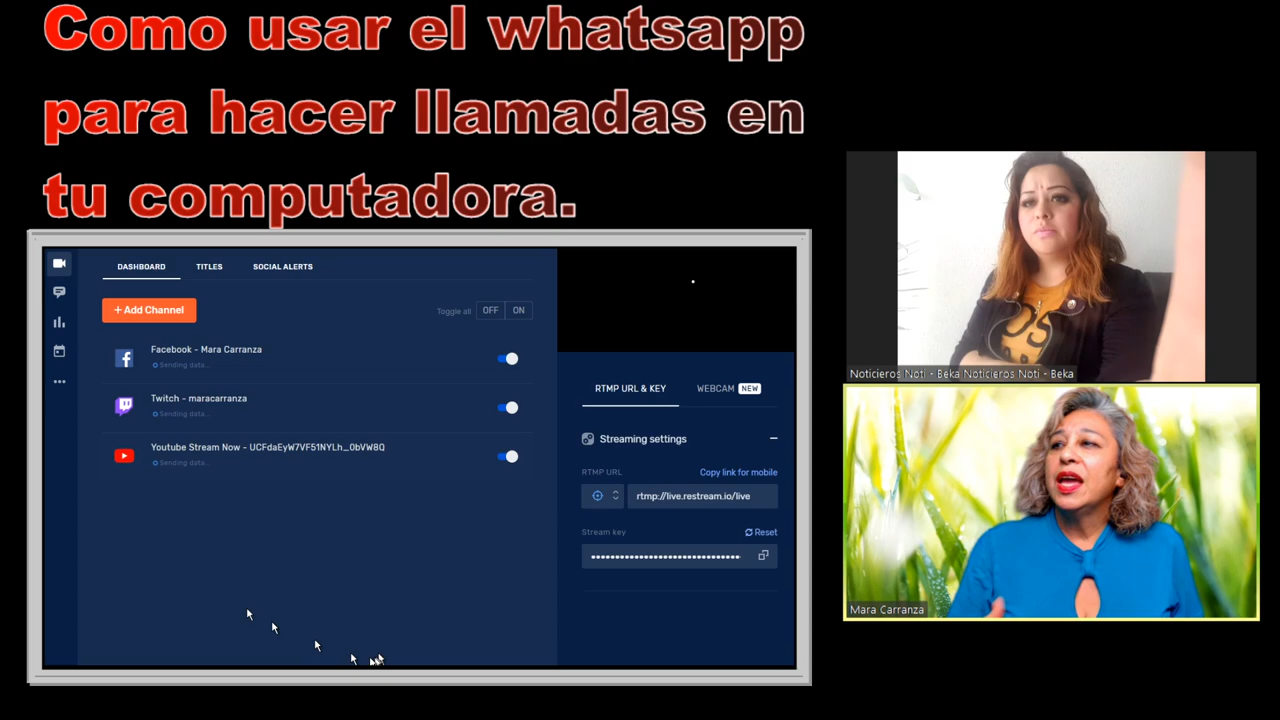 Como usar el whatsapp
para hacer llamadas en
tu computadora.
DASHBOARD TITLES SOCIAL ALERTS
+ Add Channel
Toggle all OFF ON
Facebook - Mara Carranza
Sending data...
Twitch - maracarranza
Sending data...
Youtube Stream Now - UCFdaEyW7VF51NYLh_0bVW8Q
Sending data...
RTMP URL & KEY WEBCAM NEW
Streaming settings
RTMP URL Copy link for mobile
rtmp://live.restream.io/live
Stream key Reset
Noticieros Noti - Beka Noticieros Noti - Beka
Mara Carranza